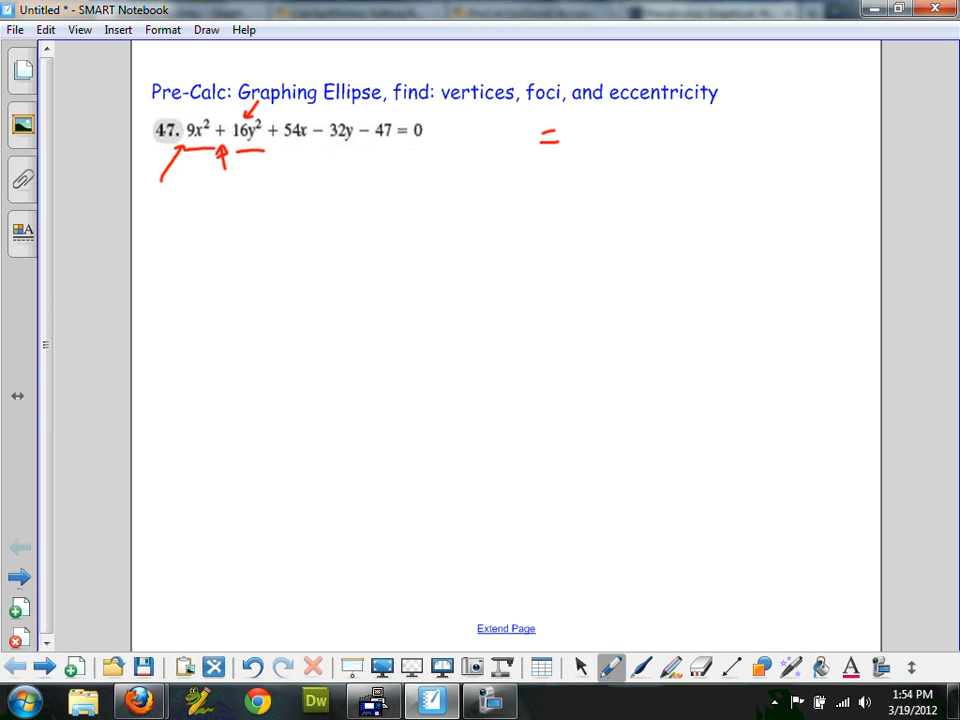 Untitled * - SMART Notebook
File Edit View Insert Format Draw Help
Pre-Calc: Graphing Ellipse, find: vertices, foci, and eccentricity
47. 9x² + 16y² + 54x − 32y − 47 = 0
=
Extend Page
A
Dw
1:54 PM
3/19/2012